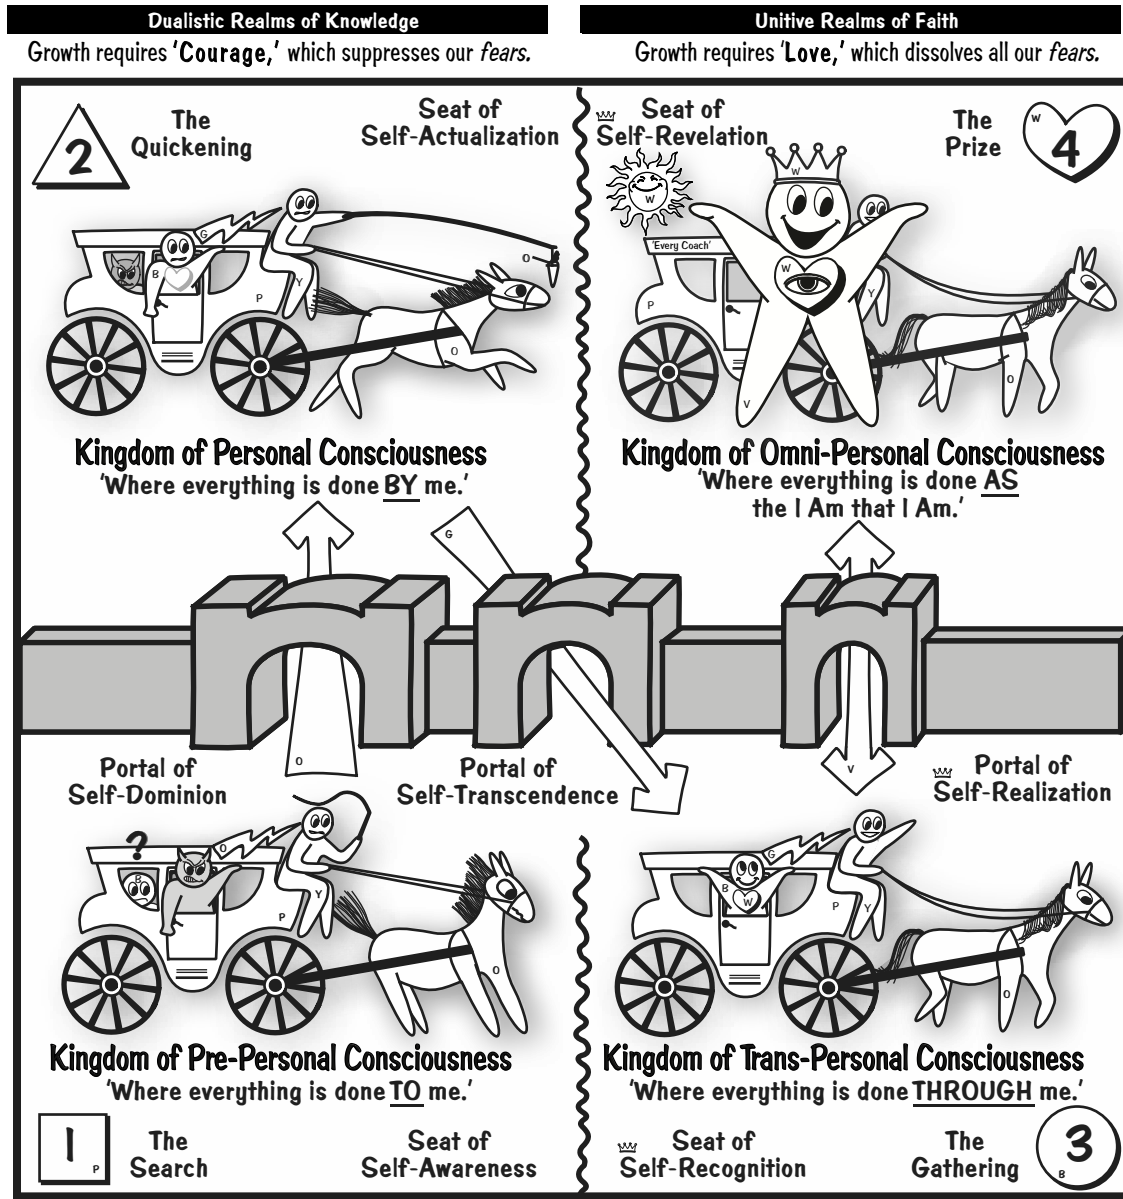 Dualistic Realms of Knowledge
Growth requires 'Courage,' which suppresses our fears.
Unitive Realms of Faith
Growth requires 'Love,' which dissolves all our fears.
2
The
Quickening
Seat of
Self-Actualization
G
B
P
Y
O
O
Kingdom of Personal Consciousness
'Where everything is done BY me.'
Seat of
Self-Revelation
The
Prize
W
4
W
W
'Every Coach'
W
P
Y
V
O
Kingdom of Omni-Personal Consciousness
'Where everything is done AS
the I Am that I Am.'
G
O
V
Portal of
Self-Dominion
Portal of
Self-Transcendence
Portal of
Self-Realization
?
B
O
P
Y
O
Kingdom of Pre-Personal Consciousness
'Where everything is done TO me.'
1
P
The
Search
Seat of
Self-Awareness
G
B
W
P
Y
O
Kingdom of Trans-Personal Consciousness
'Where everything is done THROUGH me.'
Seat of
Self-Recognition
The
Gathering
3
B